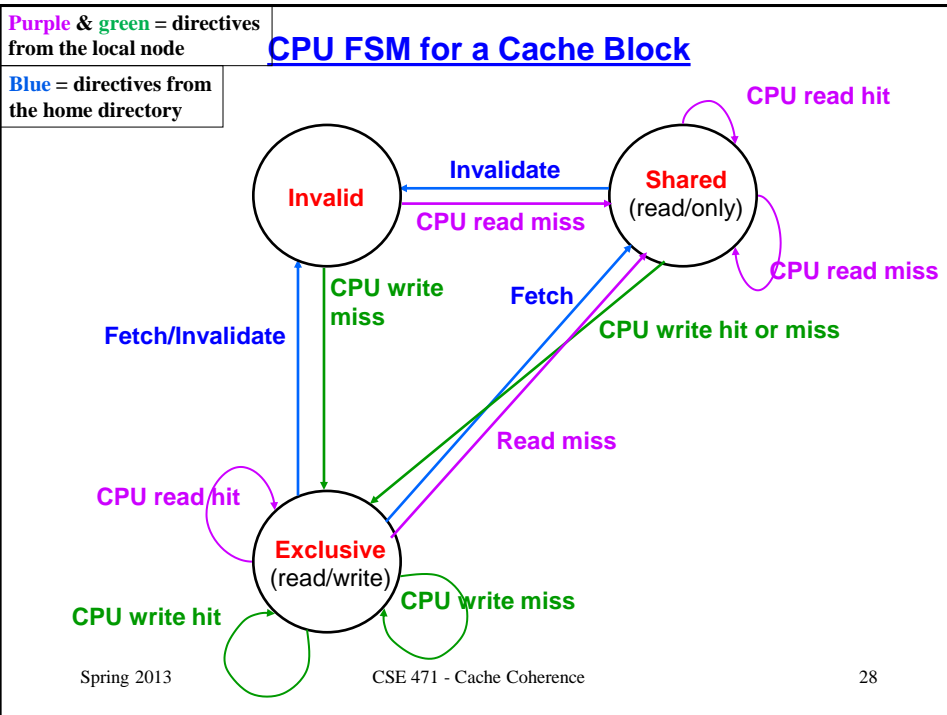 Purple & green = directives
from the local node
CPU FSM for a Cache Block
Blue = directives from
the home directory
CPU read hit
Invalidate
Invalid
Shared
(read/only)
CPU read miss
CPU read miss
CPU write
miss
Fetch
Fetch/Invalidate
CPU write hit or miss
Read miss
CPU read hit
Exclusive
(read/write)
CPU write miss
CPU write hit
Spring 2013
CSE 471 - Cache Coherence
28